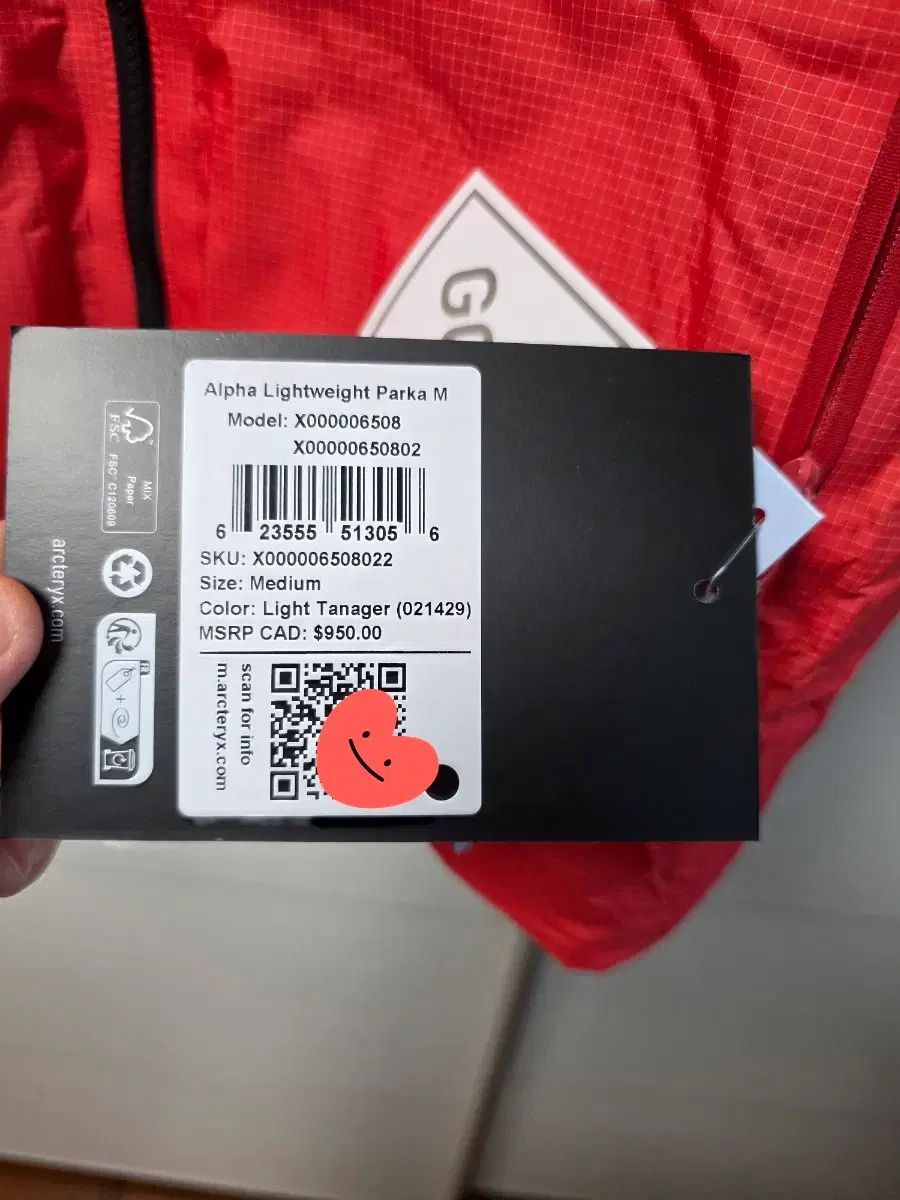 Alpha Lightweight Parka M
Model: X000006508
X00000650802
6 23555 51305 6
SKU: X000006508022
Size: Medium
Color: Light Tanager (021429)
MSRP CAD: $950.00
scan for info
m.arcteryx.com
FSC
MIX
Paper
FSC™ C120609
arcteryx.com